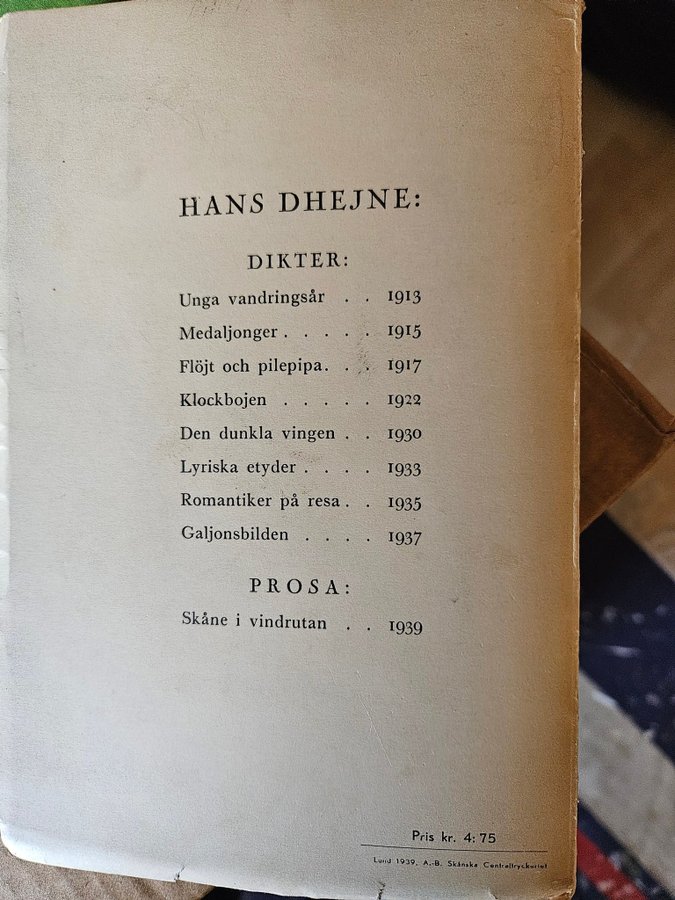 HANS DHEJNE:
DIKTER:
Unga vandringsår . . 1913
Medaljonger . . . . . 1915
Flöjt och pilepipa. . . 1917
Klockbojen . . . . . 1922
Den dunkla vingen . . 1930
Lyriska etyder . . . . 1933
Romantiker på resa . . 1935
Galjonsbilden . . . . 1937
PROSA:
Skåne i vindrutan . . 1939
Pris kr. 4:75
Lund 1939, A.-B. Skånska Centraltryckeriet